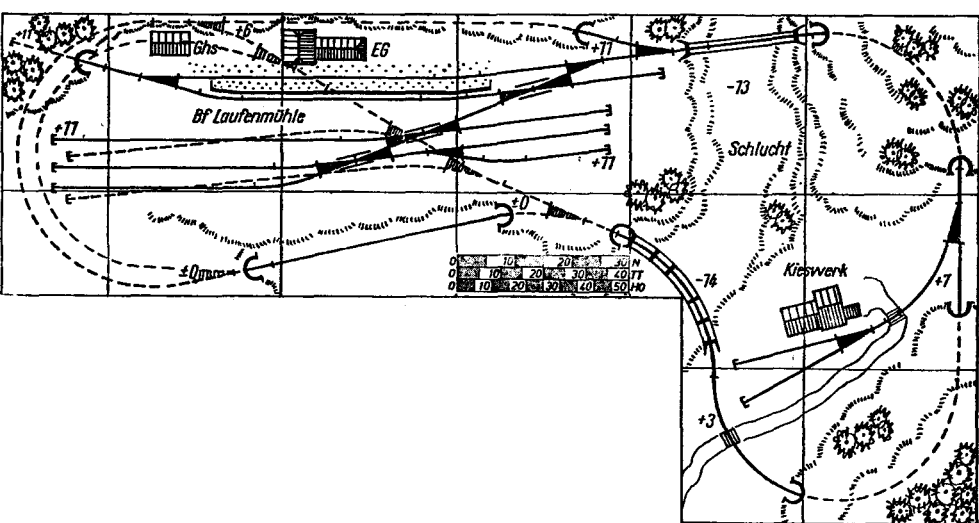 +11
+6
Ghs
EG
+11
-13
Bf Laufenmühle
+11
Schlucht
+11
±0
±0
0 10 20 30 N
0 10 20 30 40 TT
0 10 20 30 40 50 H0
-14
Kieswerk
+7
+3